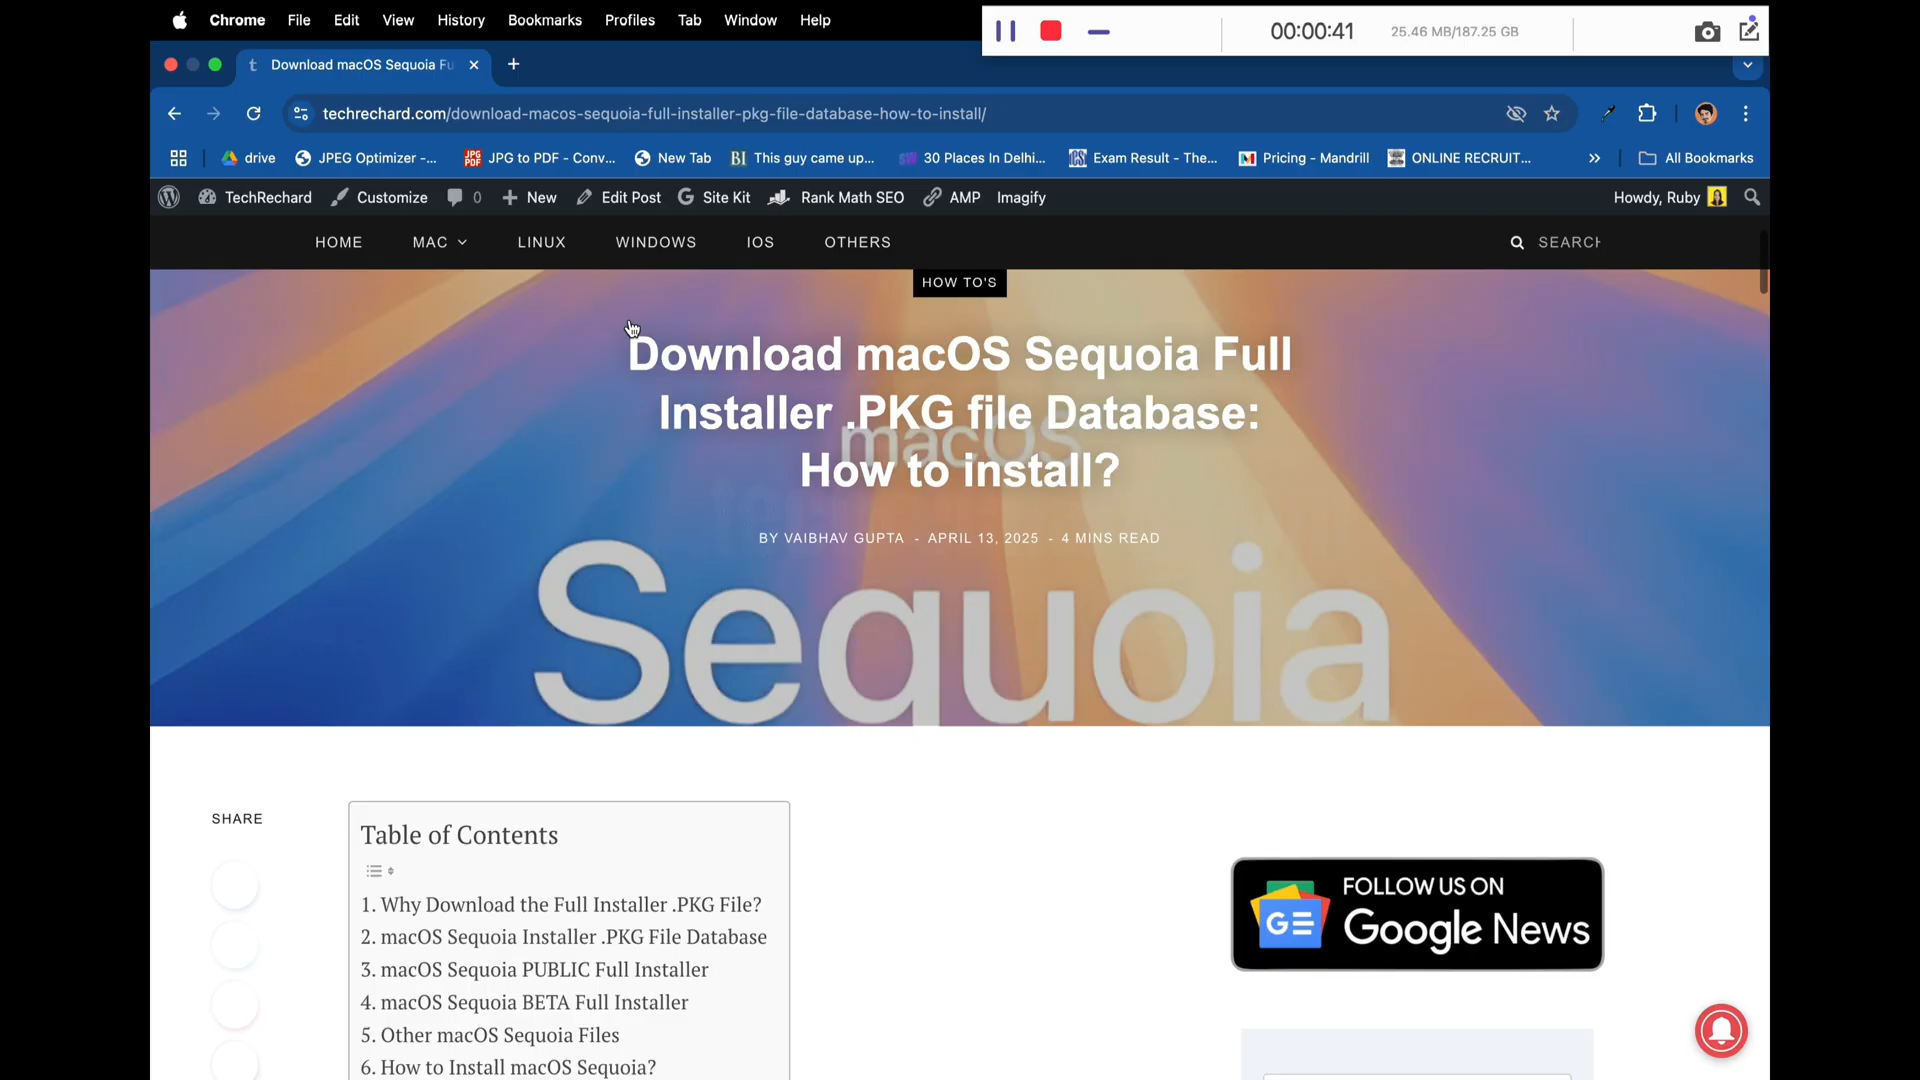 Chrome File Edit View History Bookmarks Profiles Tab Window Help
00:00:41 25.46 MB/187.25 GB
Download macOS Sequoia Fu
techrechard.com/download-macos-sequoia-full-installer-pkg-file-database-how-to-install/
drive JPEG Optimizer -... JPG to PDF - Conv... New Tab This guy came up... 30 Places In Delhi... Exam Result - The... Pricing - Mandrill ONLINE RECRUIT... » All Bookmarks
TechRechard Customize 0 New Edit Post Site Kit Rank Math SEO AMP Imagify Howdy, Ruby
HOME MAC LINUX WINDOWS IOS OTHERS SEARCH
HOW TO'S
Download macOS Sequoia Full
Installer .PKG file Database:
How to install?
macOS
BY VAIBHAV GUPTA - APRIL 13, 2025 - 4 MINS READ
Sequoia
SHARE
Table of Contents
1. Why Download the Full Installer .PKG File?
2. macOS Sequoia Installer .PKG File Database
3. macOS Sequoia PUBLIC Full Installer
4. macOS Sequoia BETA Full Installer
5. Other macOS Sequoia Files
6. How to Install macOS Sequoia?
FOLLOW US ON
Google News